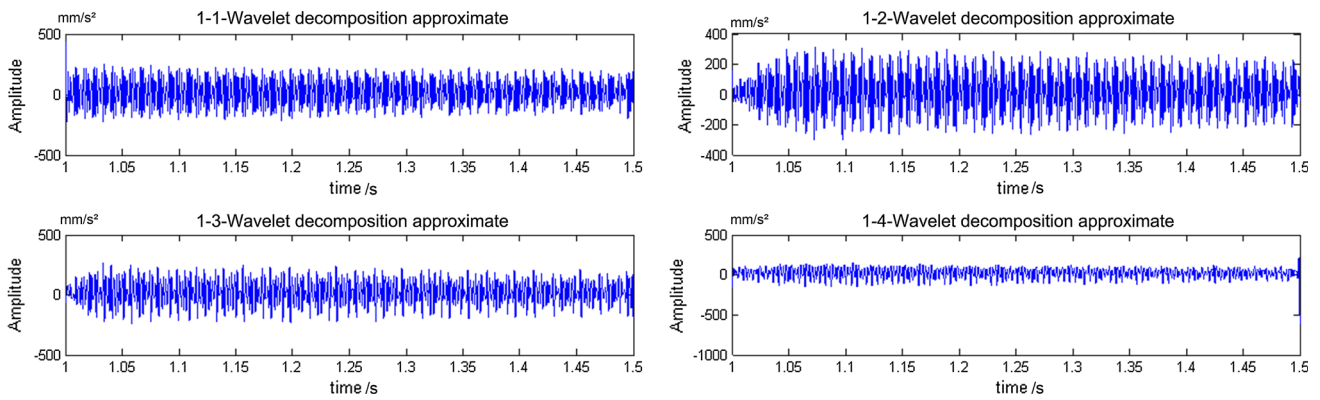 mm/s²
1-1-Wavelet decomposition approximate
500
0
-500
Amplitude
1 1.05 1.1 1.15 1.2 1.25 1.3 1.35 1.4 1.45 1.5
time /s
mm/s²
1-2-Wavelet decomposition approximate
400
200
0
-200
-400
Amplitude
1 1.05 1.1 1.15 1.2 1.25 1.3 1.35 1.4 1.45 1.5
time /s
mm/s²
1-3-Wavelet decomposition approximate
500
0
-500
Amplitude
1 1.05 1.1 1.15 1.2 1.25 1.3 1.35 1.4 1.45 1.5
time /s
mm/s²
1-4-Wavelet decomposition approximate
500
0
-500
-1000
Amplitude
1 1.05 1.1 1.15 1.2 1.25 1.3 1.35 1.4 1.45 1.5
time /s